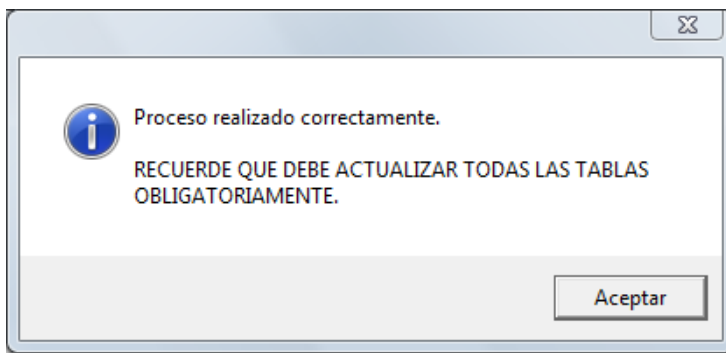 Proceso realizado correctamente.
RECUERDE QUE DEBE ACTUALIZAR TODAS LAS TABLAS
OBLIGATORIAMENTE.
Aceptar